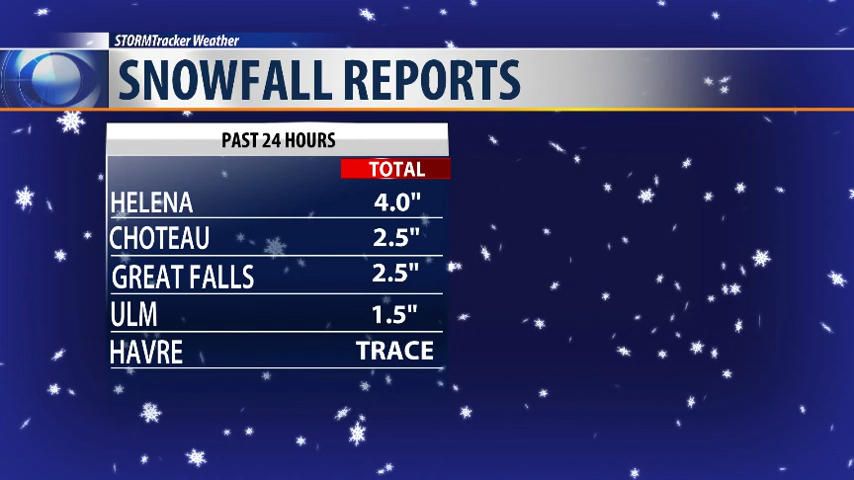 STORMTracker Weather
SNOWFALL REPORTS
PAST 24 HOURS
TOTAL
HELENA 4.0"
CHOTEAU 2.5"
GREAT FALLS 2.5"
ULM 1.5"
HAVRE TRACE